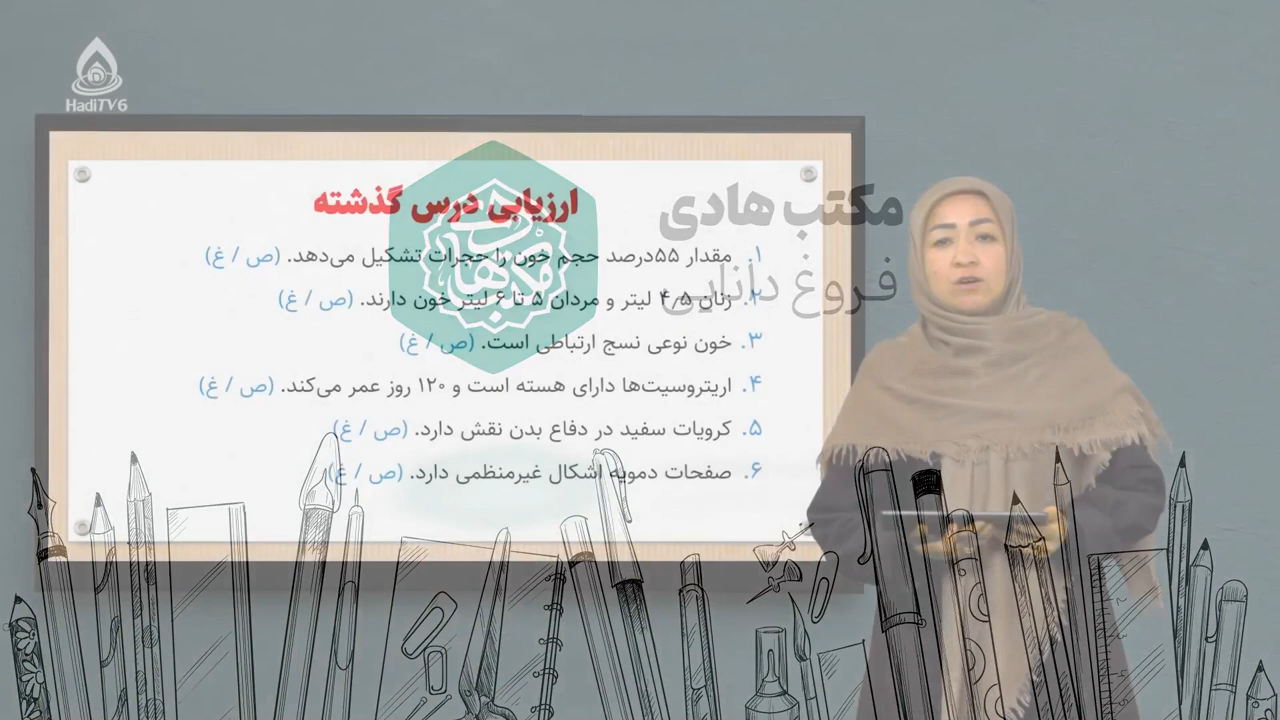 HadiTV6
ارزیابی درس گذشته
۱. مقدار ۵۵درصد حجم خون را حجرات تشکیل می‌دهد. (ص / غ)
۲. زنان ۴٫۵ لیتر و مردان ۵ تا ۶ لیتر خون دارند. (ص / غ)
۳. خون نوعی نسج ارتباطی است. (ص / غ)
۴. اریتروسیت‌ها دارای هسته است و ۱۲۰ روز عمر می‌کند. (ص / غ)
۵. کرویات سفید در دفاع بدن نقش دارد. (ص / غ)
۶. صفحات دمویه اشکال غیرمنظمی دارد. (ص / غ)
مکتب هادی
فروغ دانایی